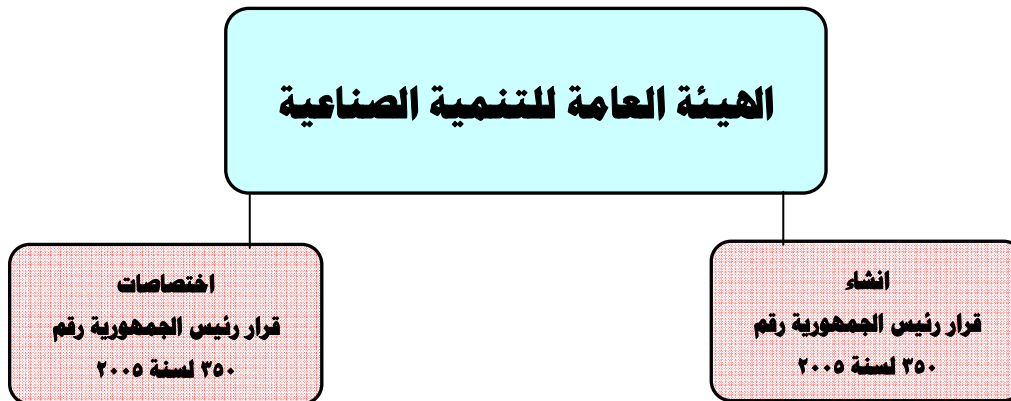 الهيئة العامة للتنمية الصناعية
انشاء
قرار رئيس الجمهورية رقم
٣٥٠ لسنة ٢٠٠٥
اختصاصات
قرار رئيس الجمهورية رقم
٣٥٠ لسنة ٢٠٠٥